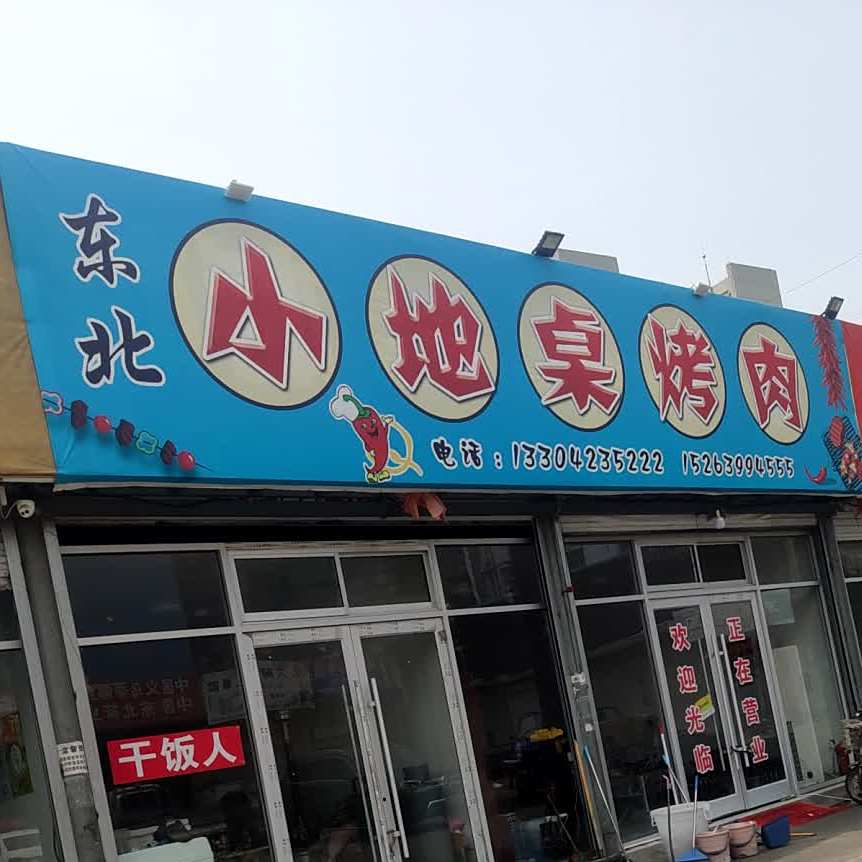 东北
小地桌烤肉
电话：13304235222 15263994555
干饭人
欢迎光临
正在营业